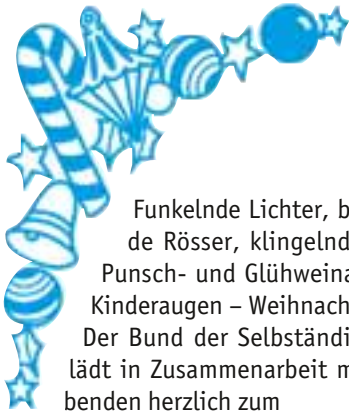 Funkelnde Lichter, b
de Rösser, klingelnd
Punsch- und Glühweina
Kinderaugen – Weihnach
Der Bund der Selbständi
lädt in Zusammenarbeit m
benden herzlich zum